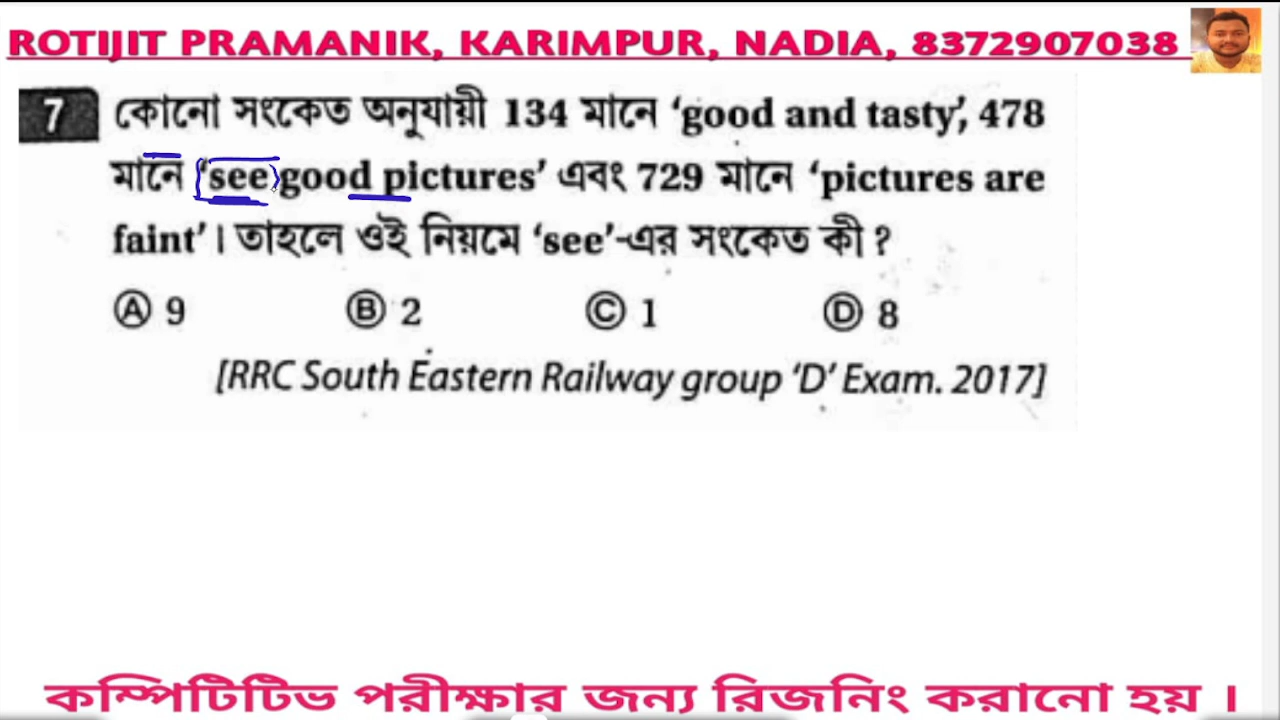 ROTIJIT PRAMANIK, KARIMPUR, NADIA, 8372907038
7 কোনো সংকেত অনুযায়ী 134 মানে ‘good and tasty’, 478
মানে ‘see good pictures’ এবং 729 মানে ‘pictures are
faint’। তাহলে ওই নিয়মে ‘see’-এর সংকেত কী ?
Ⓐ 9 Ⓑ 2 Ⓒ 1 Ⓓ 8
[RRC South Eastern Railway group ‘D’ Exam. 2017]
কম্পিটিটিভ পরীক্ষার জন্য রিজনিং করানো হয় ।